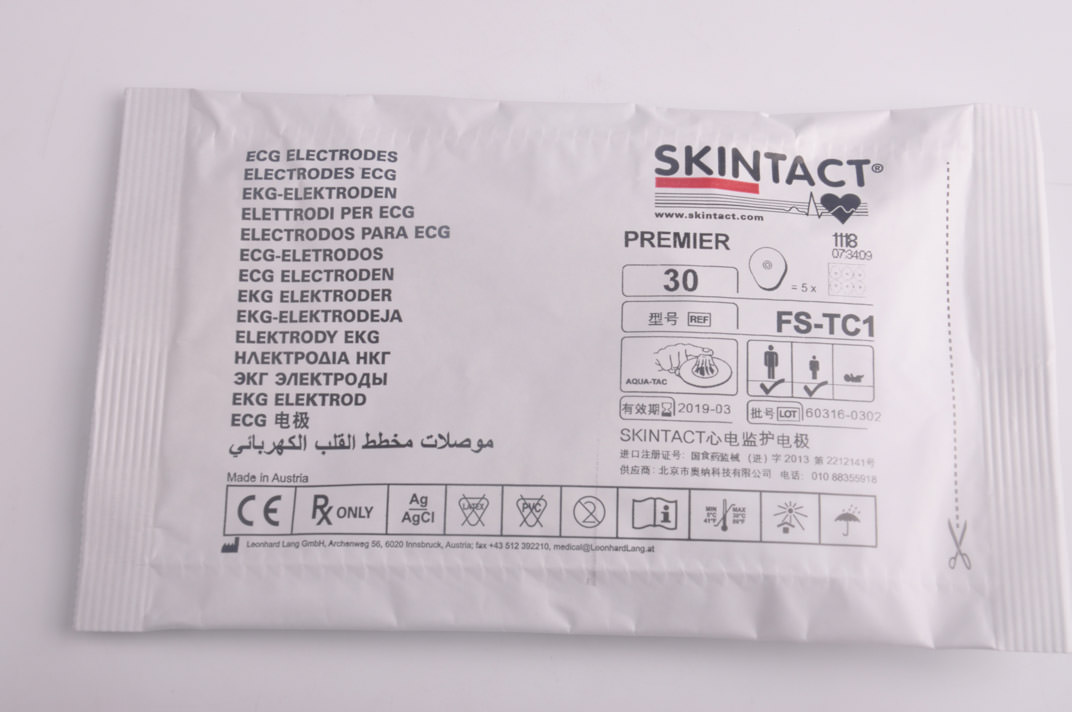 ECG ELECTRODES
ELECTRODES ECG
EKG-ELEKTRODEN
ELETTRODI PER ECG
ELECTRODOS PARA ECG
ECG-ELETRODOS
ECG ELECTRODEN
EKG ELEKTRODER
EKG-ELEKTRODEJA
ELEKTRODY EKG
НΛЕКТРОΔІА НКГ
ЭКГ ЭЛЕКТРОДЫ
EKG ELEKTROD
ECG 电极
موصلات مخطط القلب الكهربائي
SKINTACT®
www.skintact.com
PREMIER
1118
073409
30
= 5 x
型号 REF
FS-TC1
AQUA-TAC
有效期 2019-03
批号 LOT 60316-0302
SKINTACT心电监护电极
进口注册证号：国食药监械（进）字 2013 第 2212141号
供应商：北京市奥纳科技有限公司 电话：010 88355918
Made in Austria
CE
Rx ONLY
Ag
AgCl
LATEX
PVC
2
i
MIN MAX
5°C 30°C
41°F 86°F
Leonhard Lang GmbH, Archenweg 56, 6020 Innsbruck, Austria; fax +43 512 392210, medical@LeonhardLang.at